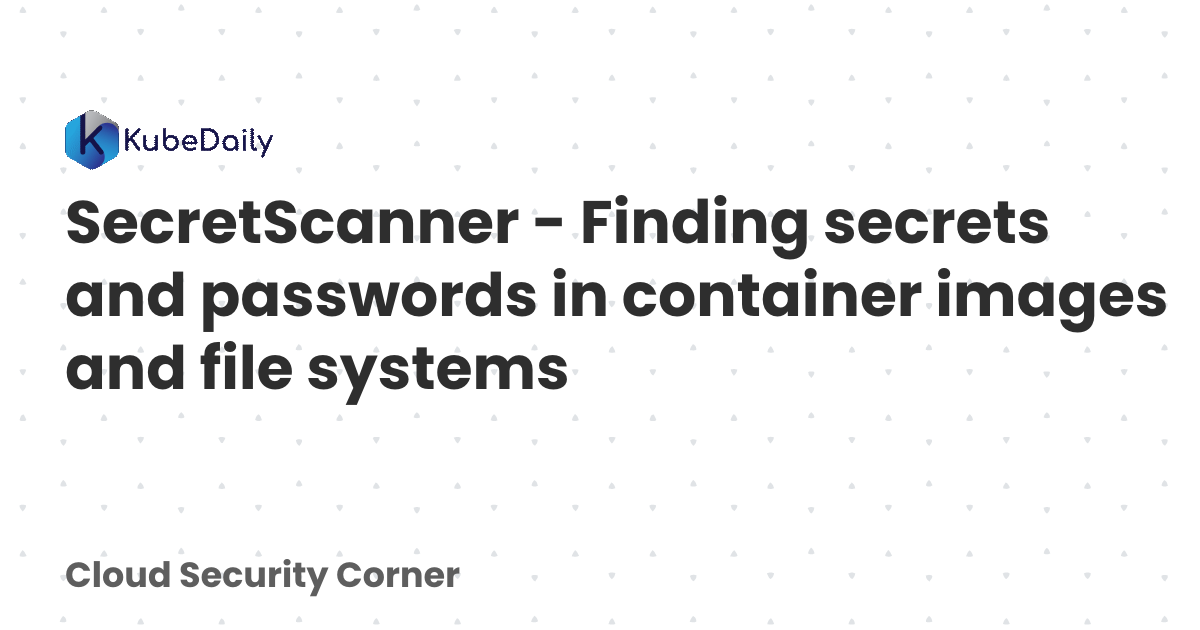 KubeDaily
SecretScanner - Finding secrets
and passwords in container images
and file systems
Cloud Security Corner